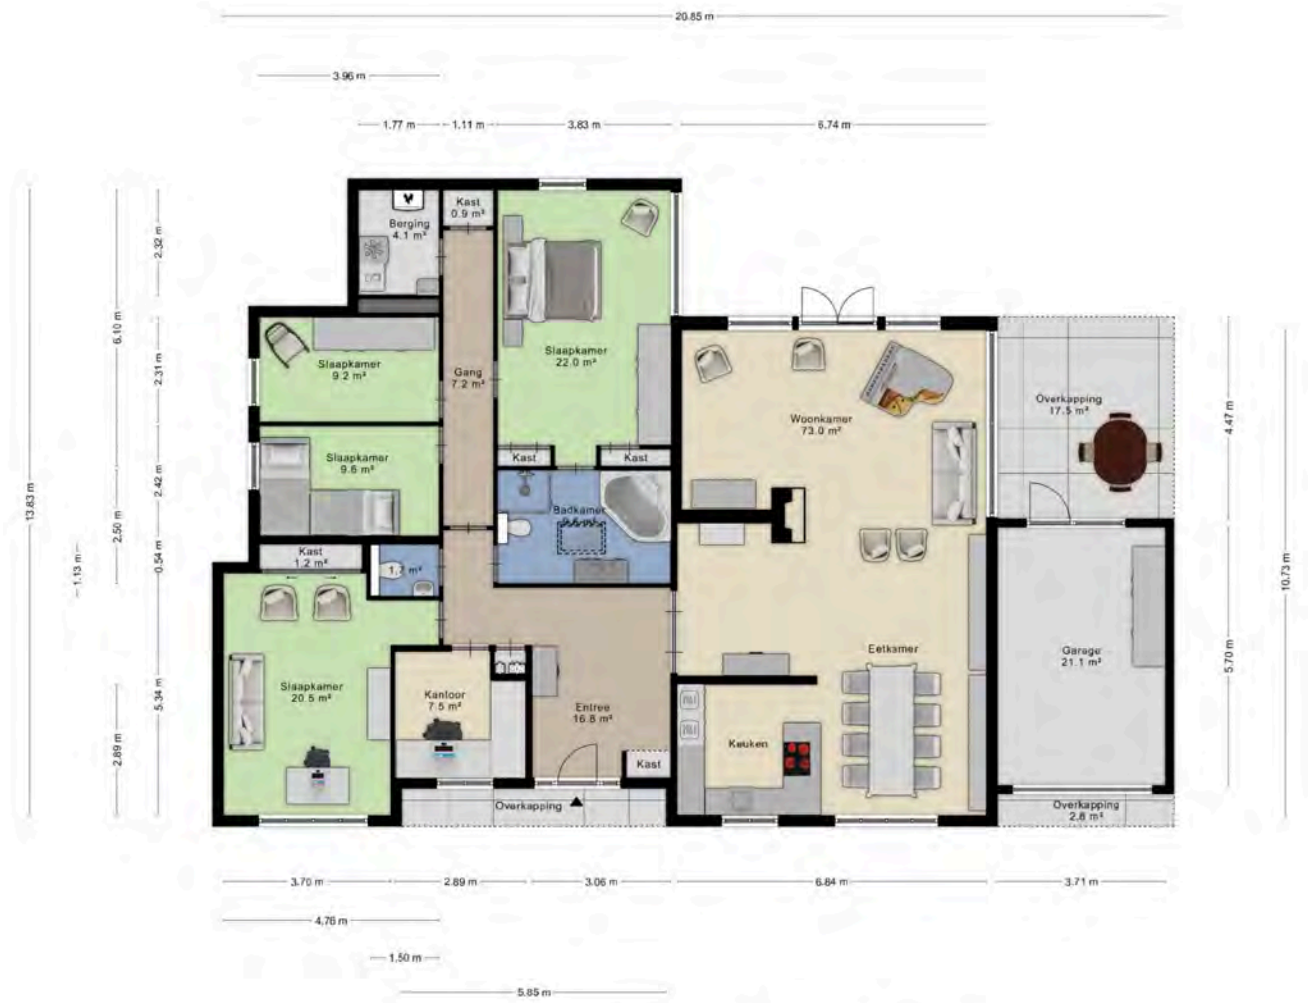 20.85 m
3.96 m
1.77 m
1.11 m
3.83 m
6.74 m
Kast
0.9 m²
Berging
4.1 m²
2.32 m
6.10 m
2.31 m
Slaapkamer
9.2 m²
Gang
7.2 m²
Slaapkamer
22.0 m²
Woonkamer
73.0 m²
Overkapping
17.5 m²
4.47 m
Slaapkamer
9.6 m²
Kast
Kast
2.42 m
13.83 m
2.50 m
Badkamer
Kast
1.2 m²
0.54 m
1.13 m
10.73 m
Slaapkamer
20.5 m²
Kantoor
7.5 m²
Entree
16.8 m²
Eetkamer
Garage
21.1 m²
5.70 m
5.34 m
2.89 m
Keuken
Kast
Overkapping
Overkapping
2.8 m²
3.70 m
2.89 m
3.06 m
6.84 m
3.71 m
4.76 m
1.50 m
5.85 m